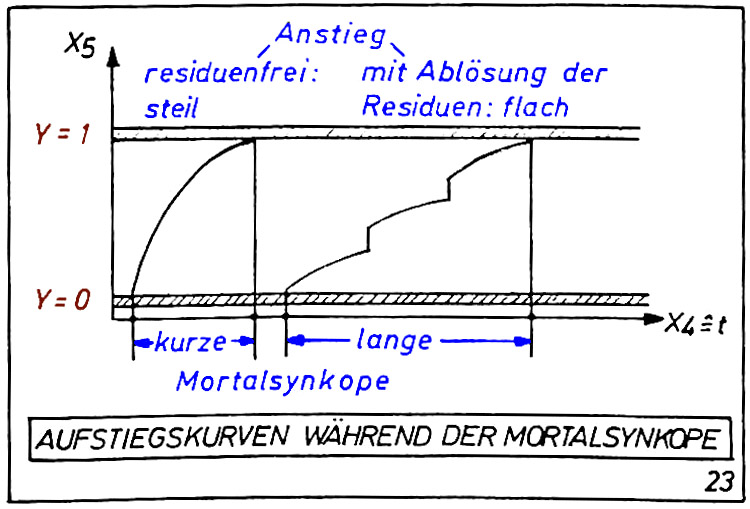 X5
Anstieg
residuenfrei: mit Ablösung der
steil Residuen: flach
Y = 1
Y = 0
X4 ≙ t
kurze lange
Mortalsynkope
AUFSTIEGSKURVEN WÄHREND DER MORTALSYNKOPE
23